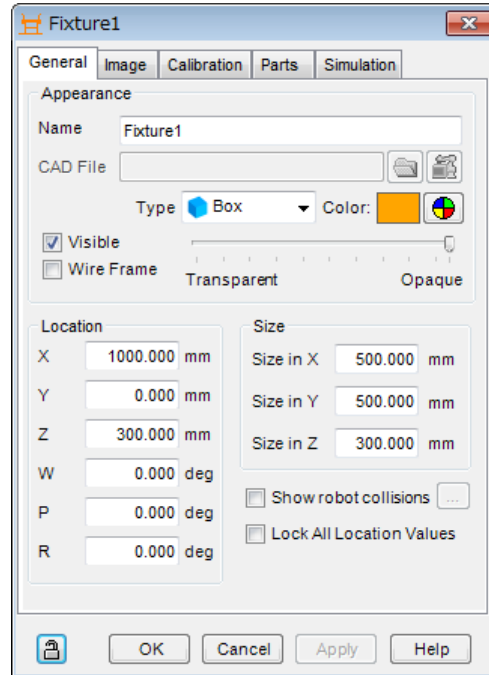 Fixture1
General Image Calibration Parts Simulation
Appearance
Name Fixture1
CAD File
Type Box Color:
Visible
Wire Frame
Transparent Opaque
Location
X 1000.000 mm
Y 0.000 mm
Z 300.000 mm
W 0.000 deg
P 0.000 deg
R 0.000 deg
Size
Size in X 500.000 mm
Size in Y 500.000 mm
Size in Z 300.000 mm
Show robot collisions ...
Lock All Location Values
OK Cancel Apply Help